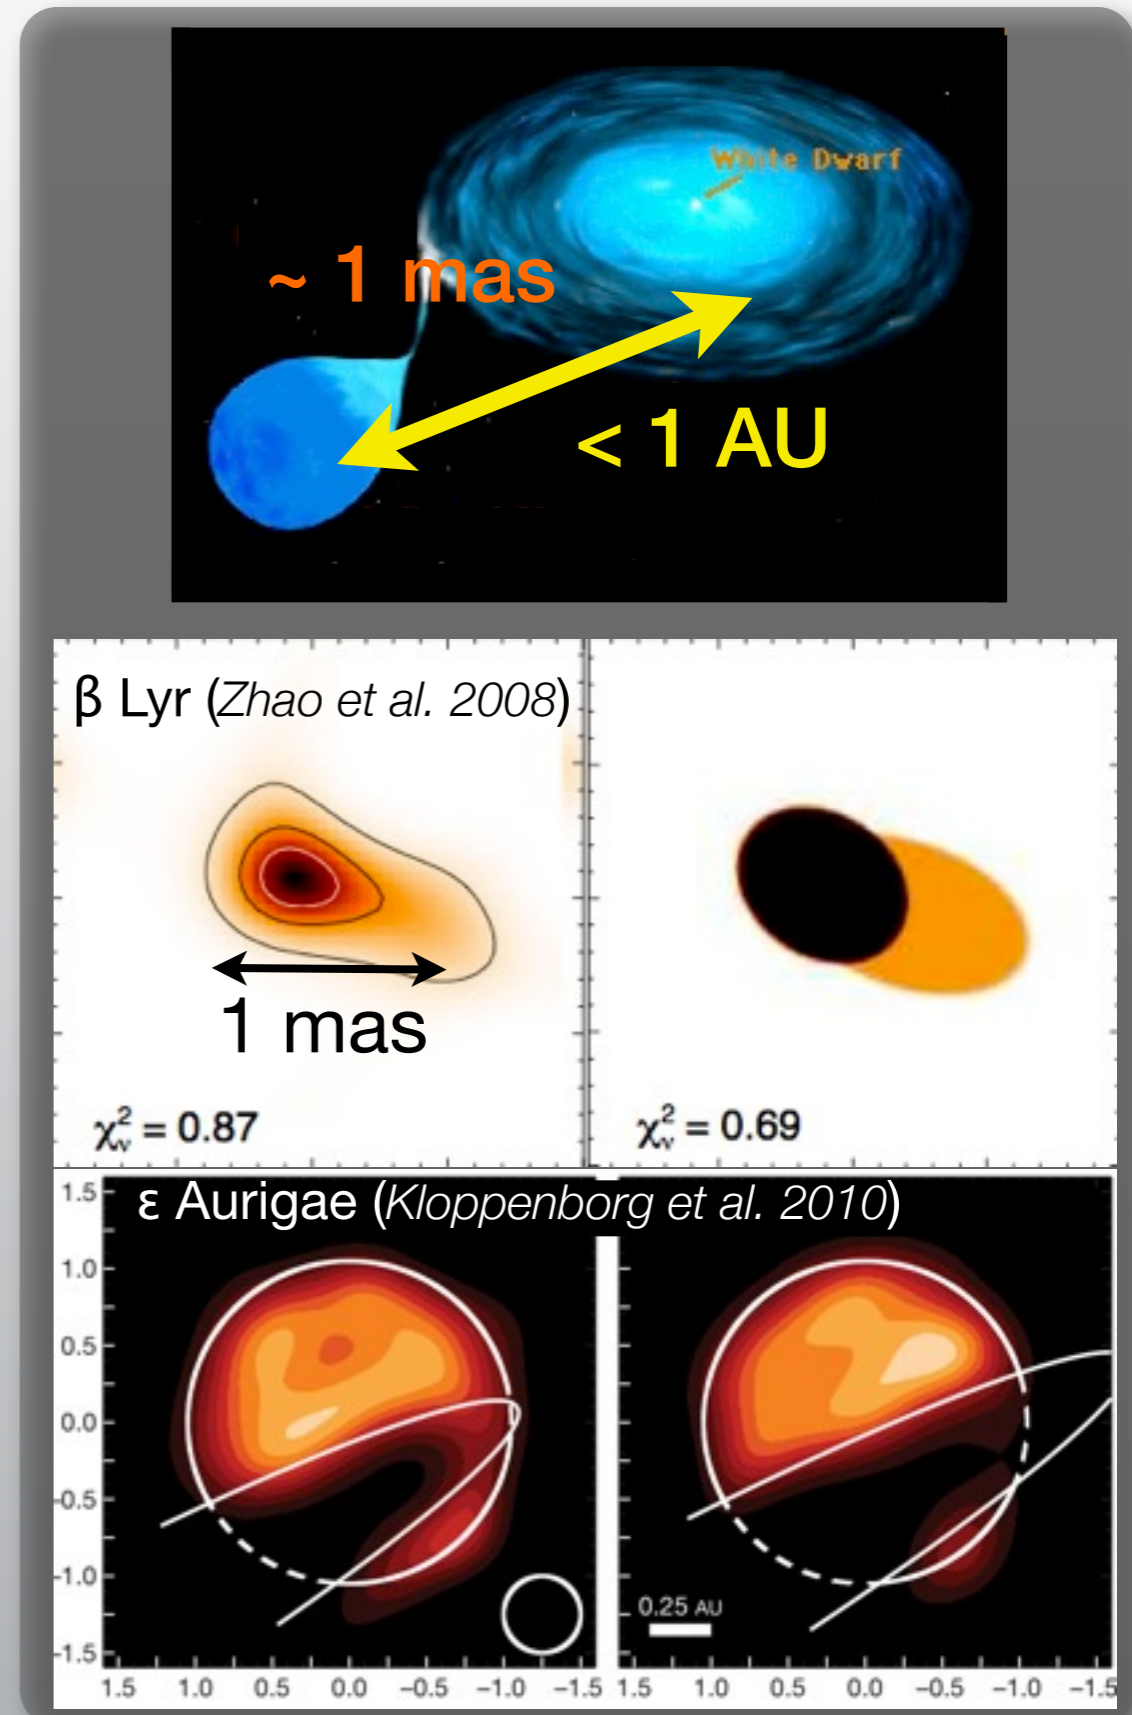 White Dwarf
~ 1 mas
< 1 AU
β Lyr (Zhao et al. 2008)
1 mas
χ²ᵥ = 0.87
χ²ᵥ = 0.69
ε Aurigae (Kloppenborg et al. 2010)
1.5
1.0
0.5
0.0
-0.5
-1.0
-1.5
0.25 AU
1.5 1.0 0.5 0.0 -0.5 -1.0 -1.5 1.5 1.0 0.5 0.0 -0.5 -1.0 -1.5